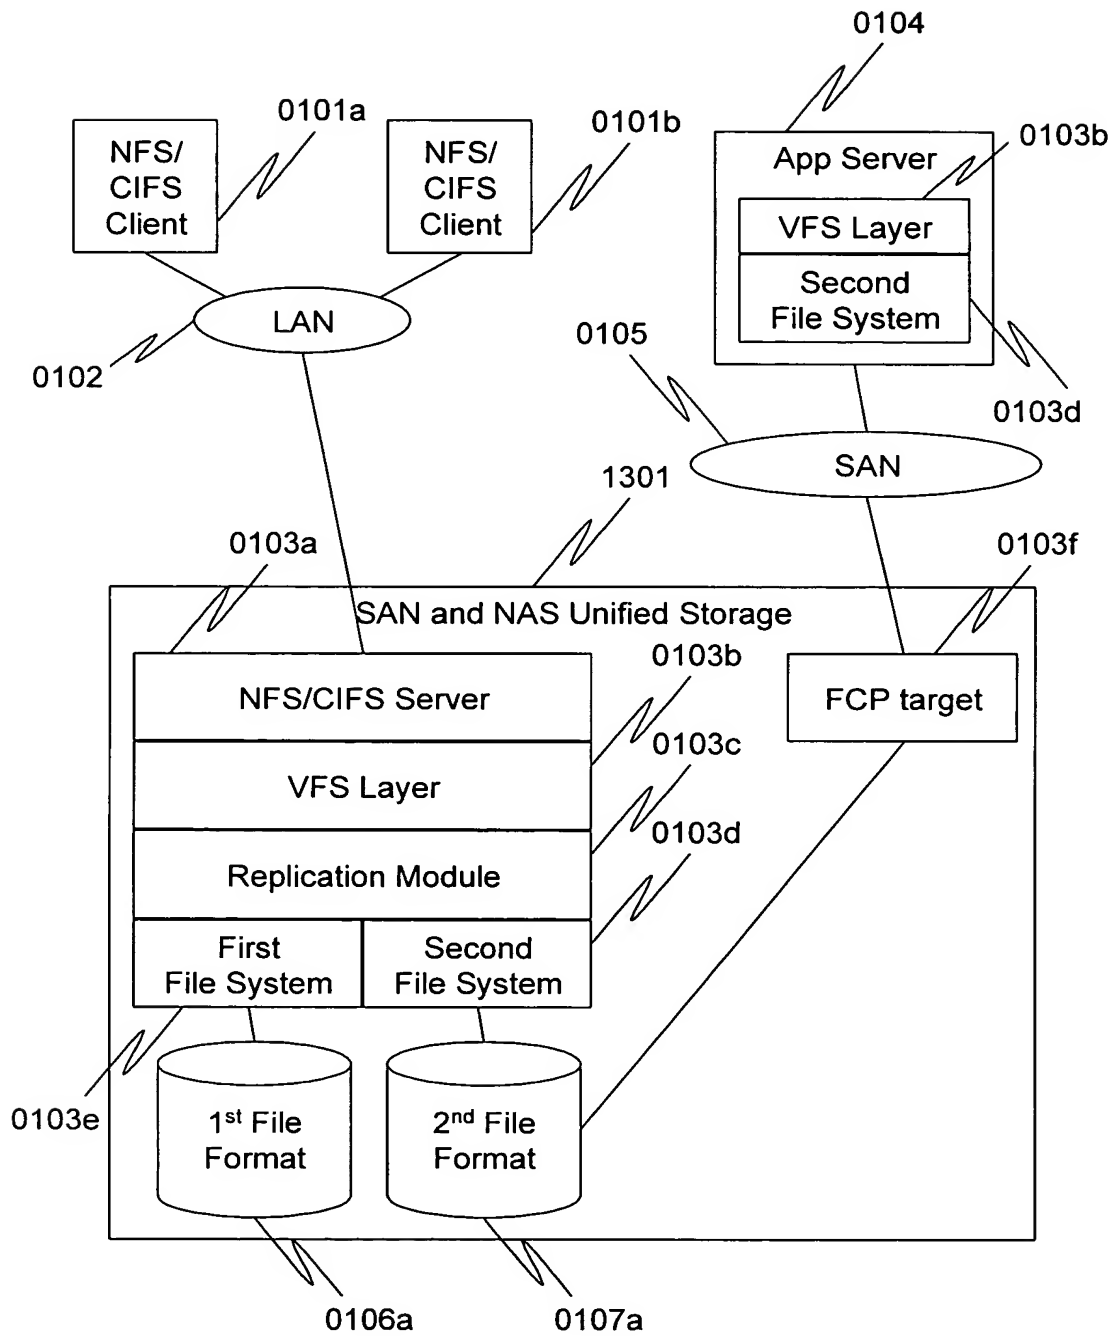 0104
0101a
0101b
0103b
NFS/
CIFS
Client
NFS/
CIFS
Client
App Server
VFS Layer
Second
File System
LAN
0102
0105
0103d
SAN
1301
0103a
0103f
SAN and NAS Unified Storage
NFS/CIFS Server
0103b
FCP target
VFS Layer
0103c
Replication Module
0103d
First
File System
Second
File System
0103e
1st File
Format
2nd File
Format
0106a
0107a